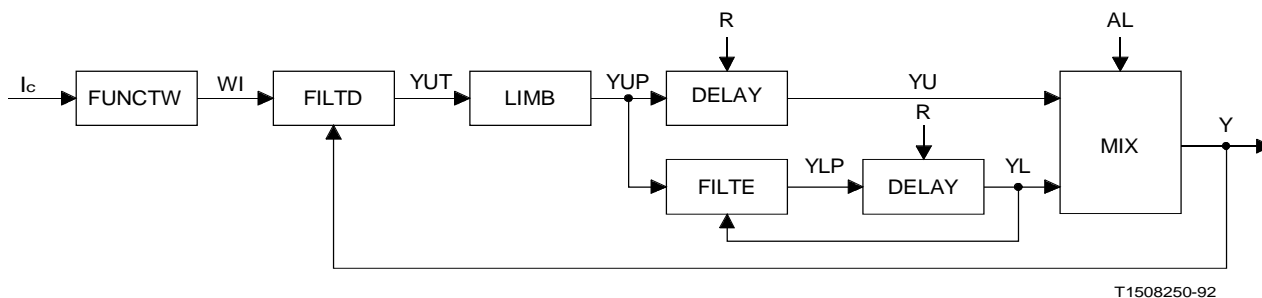 R
AL
Ic
FUNCTW
WI
FILTD
YUT
LIMB
YUP
DELAY
YU
R
MIX
Y
FILTE
YLP
DELAY
YL
T1508250-92